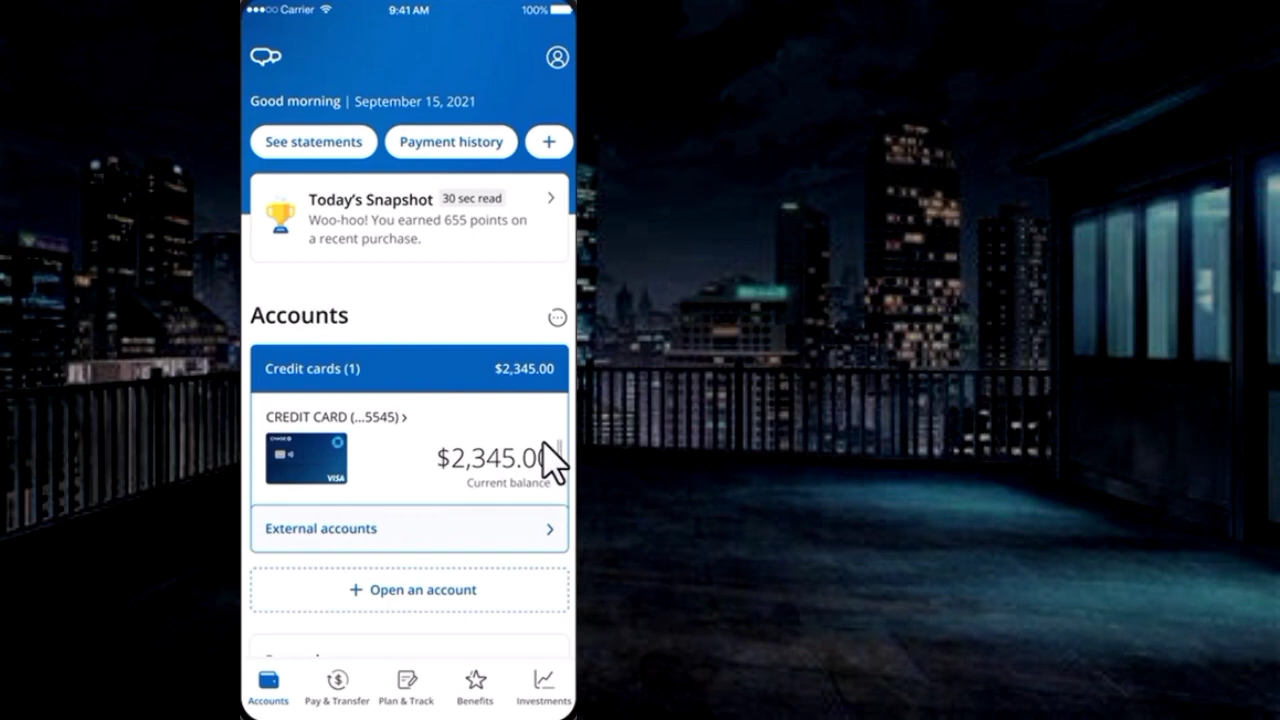 Carrier 9:41 AM 100%
Good morning | September 15, 2021
See statements Payment history +
Today's Snapshot 30 sec read
Woo-hoo! You earned 655 points on
a recent purchase.
Accounts
Credit cards (1) $2,345.00
CREDIT CARD (...5545)
CHASE
VISA
$2,345.00
Current balance
External accounts
+ Open an account
Accounts Pay & Transfer Plan & Track Benefits Investments